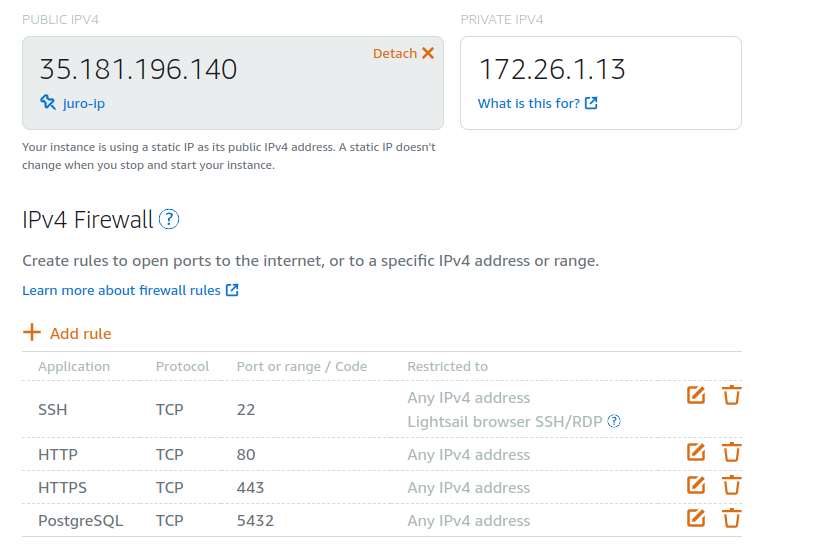 PUBLIC IPV4
PRIVATE IPV4
35.181.196.140
Detach
juro-ip
172.26.1.13
What is this for?
Your instance is using a static IP as its public IPv4 address. A static IP doesn't
change when you stop and start your instance.
IPv4 Firewall ?
Create rules to open ports to the internet, or to a specific IPv4 address or range.
Learn more about firewall rules
+ Add rule
Application Protocol Port or range / Code Restricted to
SSH TCP 22 Any IPv4 address
Lightsail browser SSH/RDP ?
HTTP TCP 80 Any IPv4 address
HTTPS TCP 443 Any IPv4 address
PostgreSQL TCP 5432 Any IPv4 address